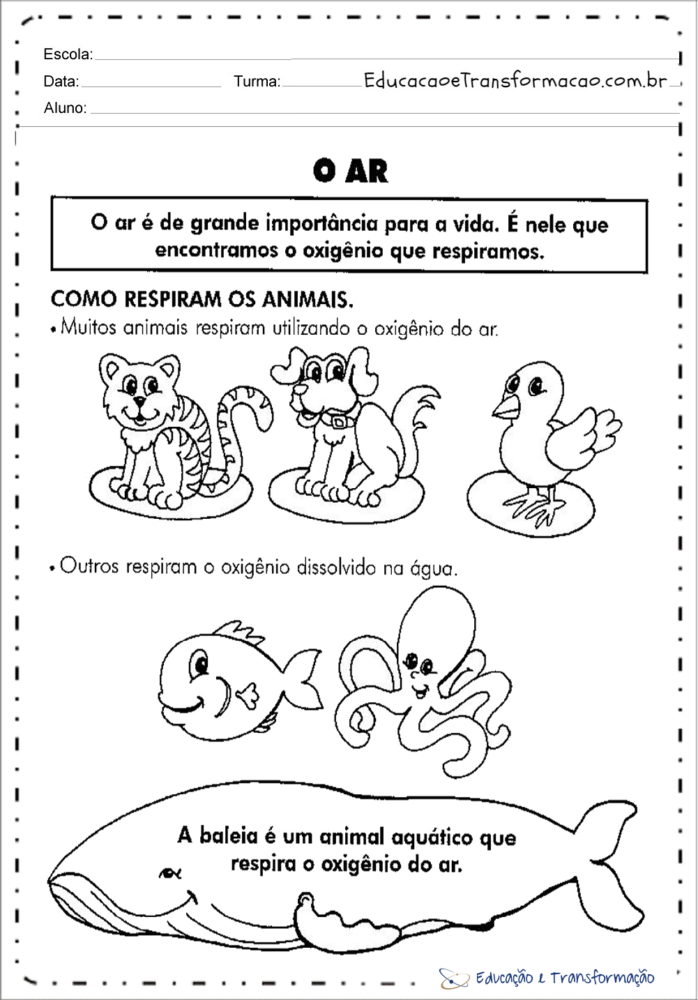 Escola:
Data: Turma: EducacaoeTransformacao.com.br
Aluno:
O AR
O ar é de grande importância para a vida. É nele que
encontramos o oxigênio que respiramos.
COMO RESPIRAM OS ANIMAIS.
• Muitos animais respiram utilizando o oxigênio do ar.
• Outros respiram o oxigênio dissolvido na água.
A baleia é um animal aquático que
respira o oxigênio do ar.
Educação e Transformação